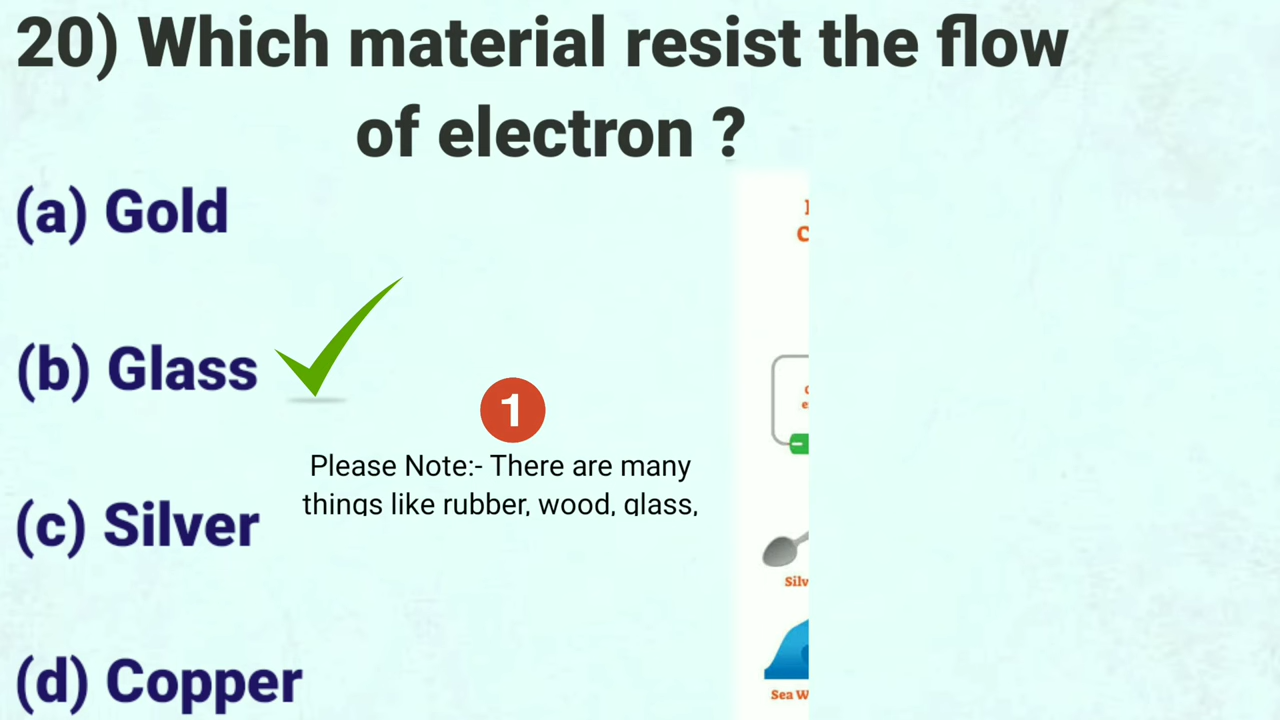 20) Which material resist the flow
of electron ?
(a) Gold
(b) Glass
1
Please Note:- There are many
things like rubber, wood, glass,
(c) Silver
(d) Copper